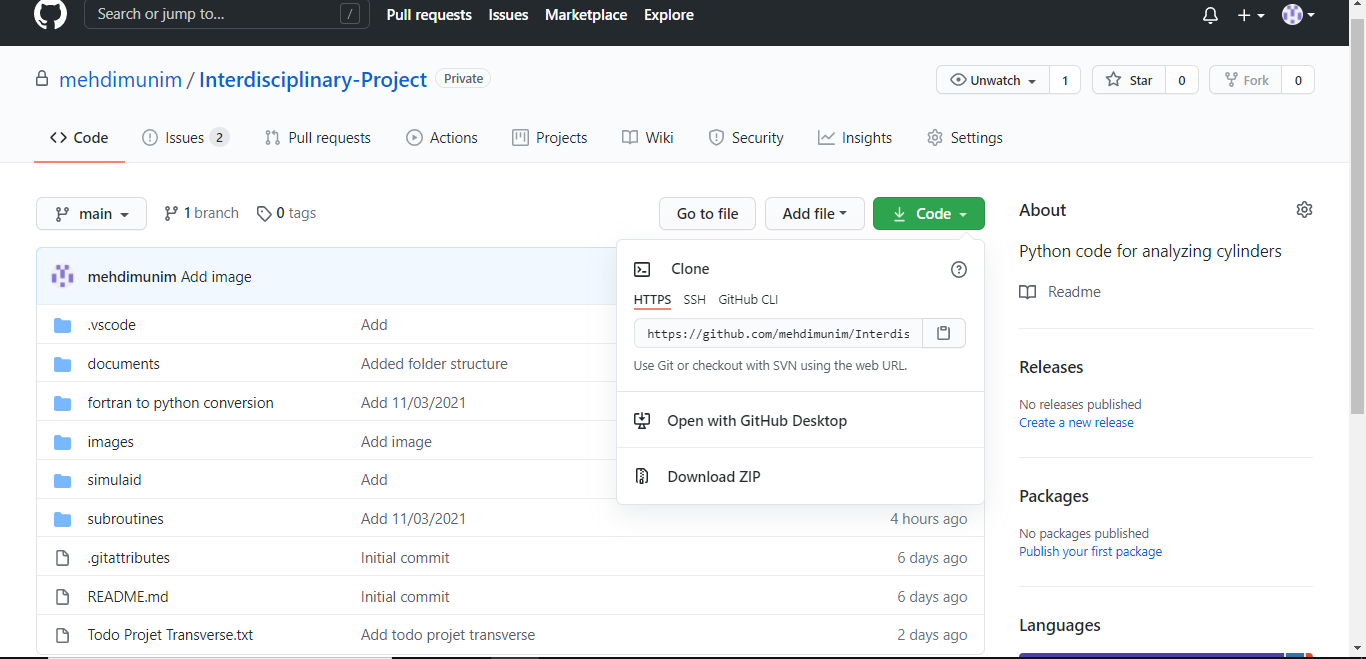 Search or jump to... /
Pull requests Issues Marketplace Explore
mehdimunim / Interdisciplinary-Project Private
Unwatch 1 Star 0 Fork 0
Code Issues 2 Pull requests Actions Projects Wiki Security Insights Settings
main 1 branch 0 tags Go to file Add file Code
mehdimunim Add image
.vscode Add
documents Added folder structure
fortran to python conversion Add 11/03/2021
images Add image
simulaid Add
subroutines Add 11/03/2021 4 hours ago
.gitattributes Initial commit 6 days ago
README.md Initial commit 6 days ago
Todo Projet Transverse.txt Add todo projet transverse 2 days ago
Clone
HTTPS SSH GitHub CLI
https://github.com/mehdimunim/Interdis
Use Git or checkout with SVN using the web URL.
Open with GitHub Desktop
Download ZIP
About
Python code for analyzing cylinders
Readme
Releases
No releases published
Create a new release
Packages
No packages published
Publish your first package
Languages